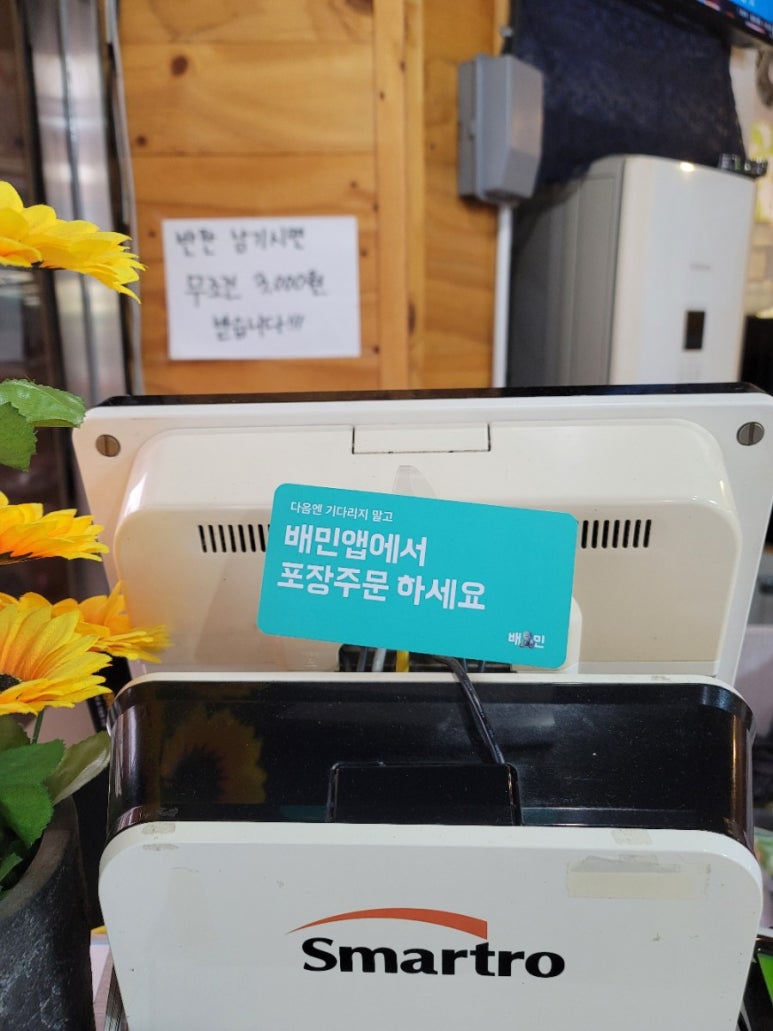 반찬 남기시면
무조건 3,000원
받습니다!!!
다음엔 기다리지 말고
배민앱에서
포장주문 하세요
배민
Smartro